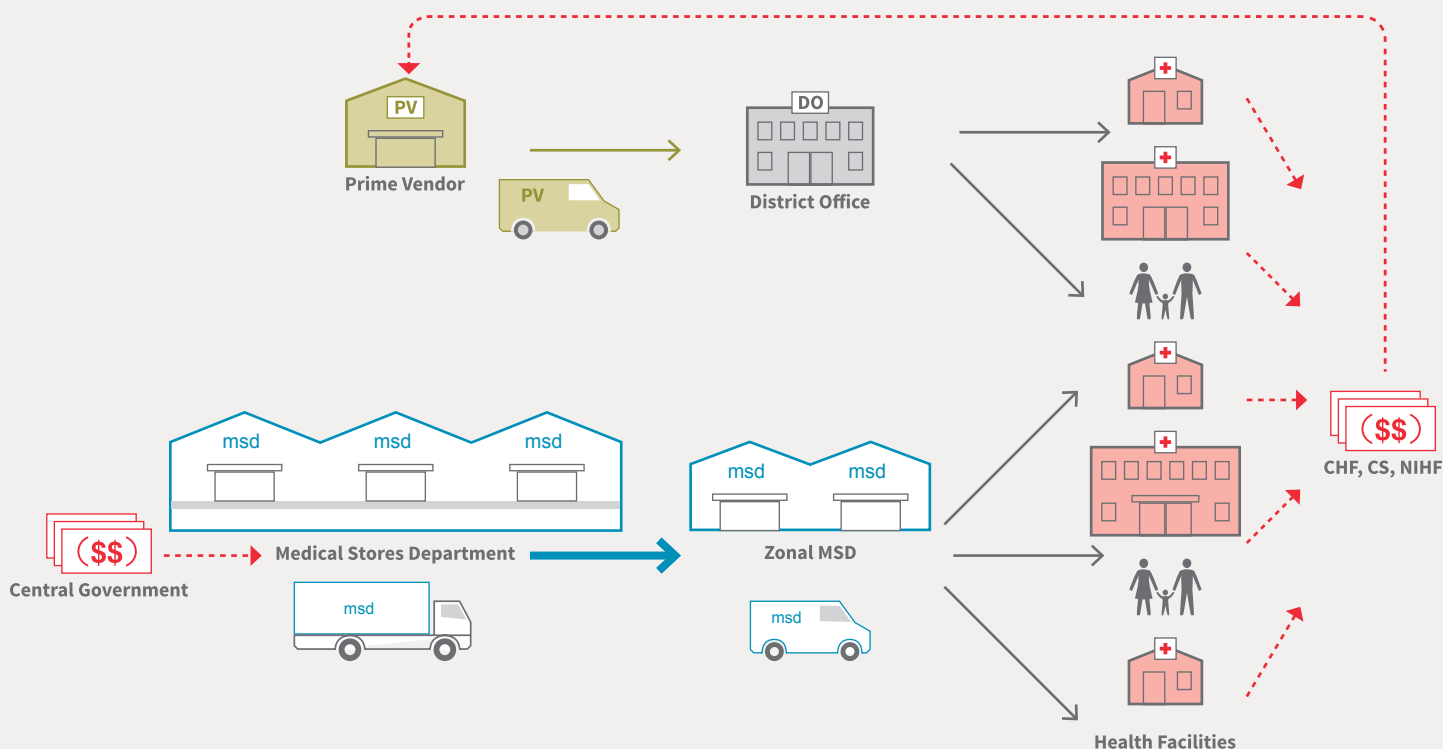 PV
Prime Vendor
PV
DO
District Office
msd
msd
msd
msd
msd
($$)
Central Government
Medical Stores Department
Zonal MSD
msd
msd
($$)
CHF, CS, NIHF
Health Facilities